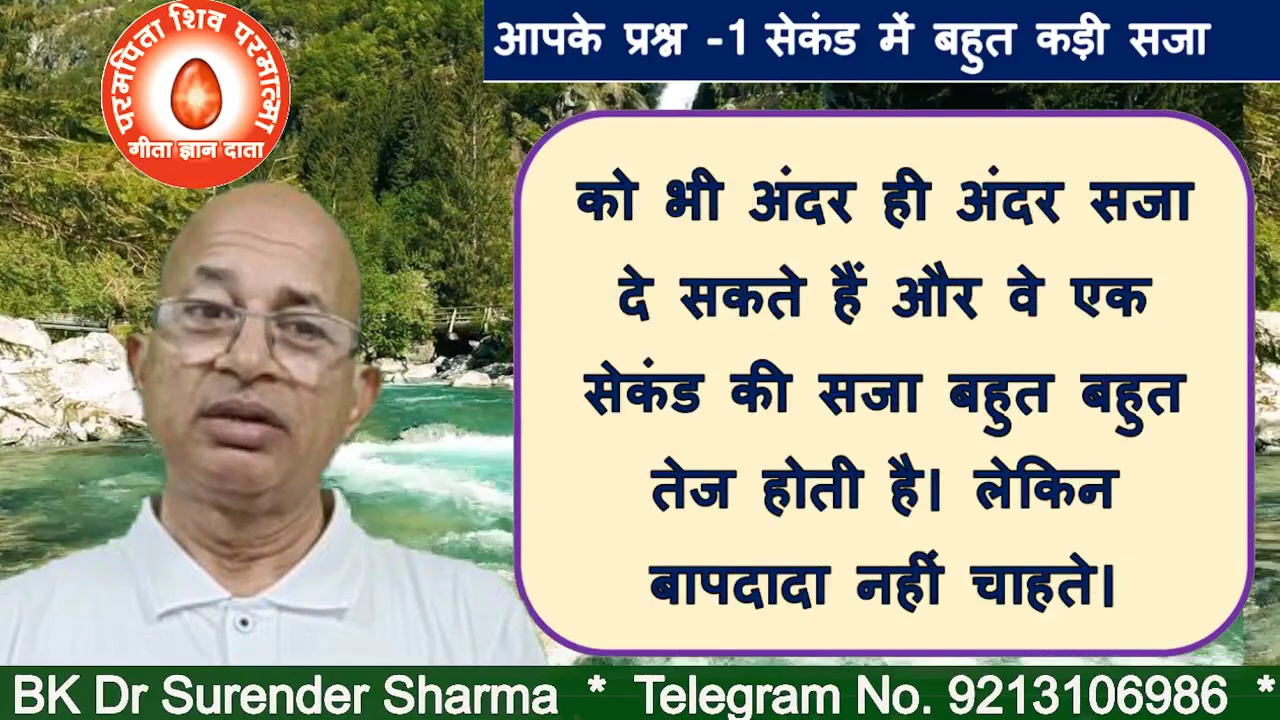 परमपिता शिव परमात्मा
गीता ज्ञान दाता
आपके प्रश्न -1 सेकंड में बहुत कड़ी सजा
को भी अंदर ही अंदर सजा
दे सकते हैं और वे एक
सेकंड की सजा बहुत बहुत
तेज होती है। लेकिन
बापदादा नहीं चाहते।
BK Dr Surender Sharma * Telegram No. 9213106986 *